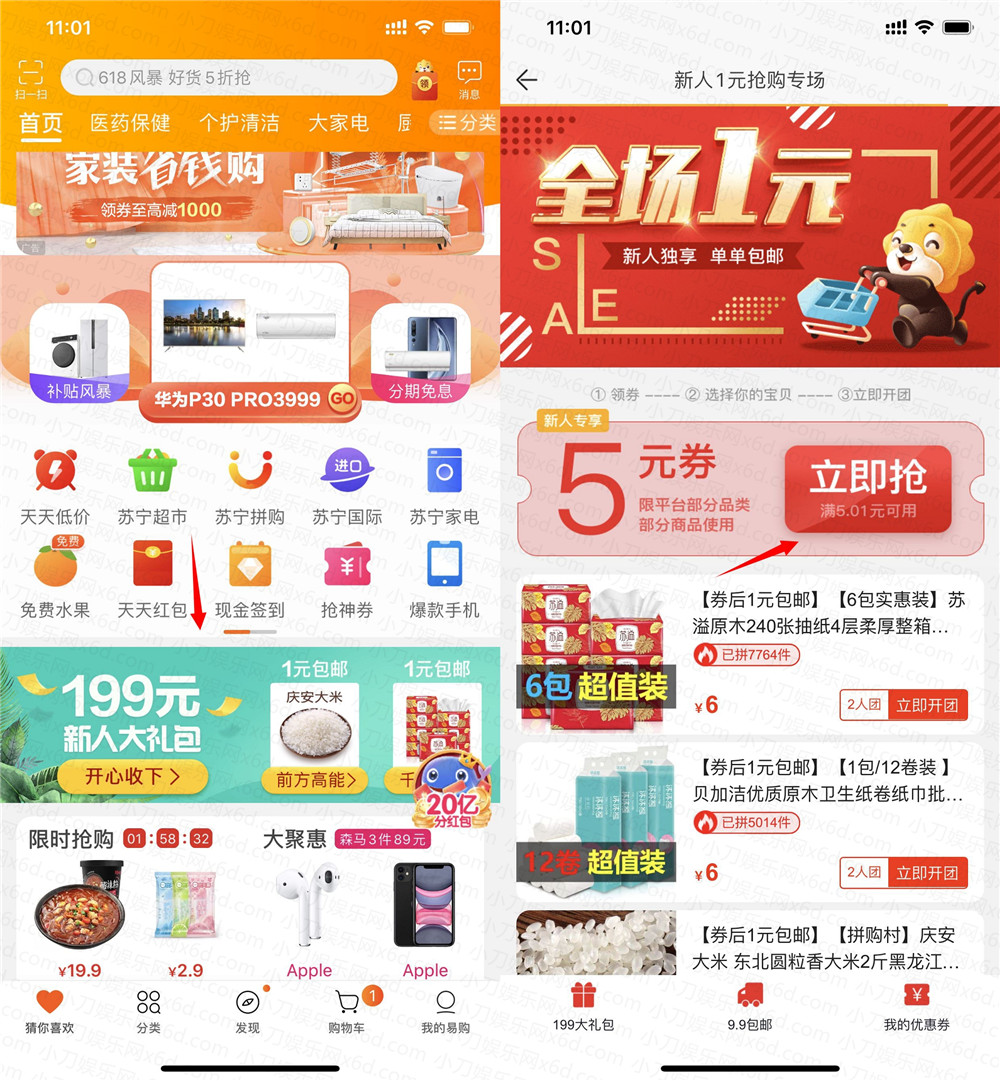 11:01
扫一扫
618风暴 好货5折抢
领
消息
首页
医药保健
个护清洁
大家电
分类
家装省钱购
领券至高减1000
广告
补贴风暴
华为P30 PRO3999
GO
分期免息
天天低价
苏宁超市
苏宁拼购
进口
苏宁国际
苏宁家电
免费
免费水果
天天红包
现金签到
抢神券
爆款手机
199元
新人大礼包
开心收下
1元包邮
庆安大米
前方高能
1元包邮
千
20亿
分红包
限时抢购
01:58:32
大聚惠
森马3件89元
¥19.9
¥2.9
Apple
Apple
猜你喜欢
分类
发现
购物车
1
我的易购
11:01
新人1元抢购专场
全场1元
新人独享 单单包邮
SALE
① 领券 ---- ② 选择你的宝贝 ---- ③立即开团
新人专享
5
元券
限平台部分品类
部分商品使用
立即抢
满5.01元可用
苏溢
6包 超值装
【券后1元包邮】【6包实惠装】苏
溢原木240张抽纸4层柔厚整箱...
已拼7764件
¥6
2人团
立即开团
12卷 超值装
【券后1元包邮】【1包/12卷装 】
贝加洁优质原木卫生纸卷纸巾批...
已拼5014件
¥6
2人团
立即开团
【券后1元包邮】【拼购村】庆安
大米 东北圆粒香大米2斤黑龙江...
199大礼包
9.9包邮
¥
我的优惠券
小刀娱乐网x6d.com